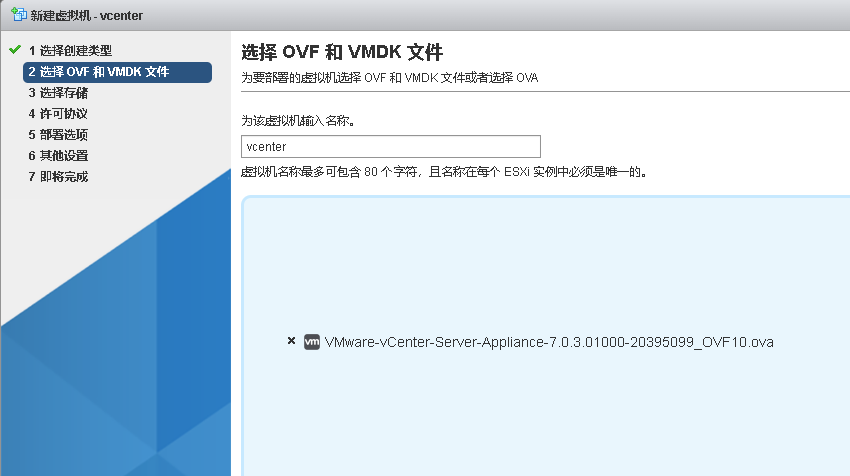 新建虚拟机 - vcenter
1 选择创建类型
2 选择 OVF 和 VMDK 文件
3 选择存储
4 许可协议
5 部署选项
6 其他设置
7 即将完成
选择 OVF 和 VMDK 文件
为要部署的虚拟机选择 OVF 和 VMDK 文件或者选择 OVA
为该虚拟机输入名称。
vcenter
虚拟机名称最多可包含 80 个字符，且名称在每个 ESXi 实例中必须是唯一的。
vm VMware-vCenter-Server-Appliance-7.0.3.01000-20395099_OVF10.ova